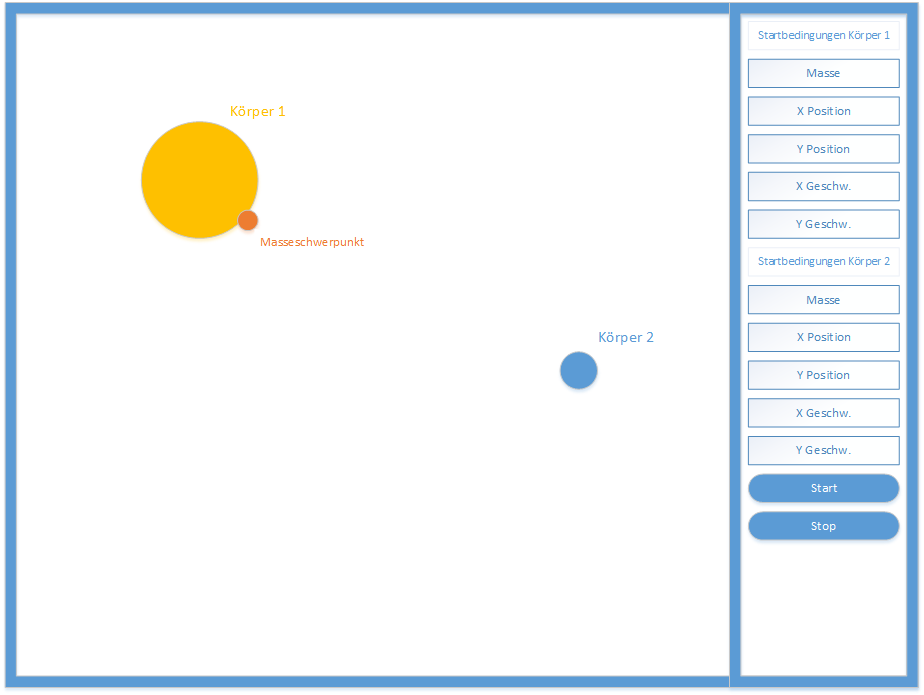 Körper 1
Masseschwerpunkt
Körper 2
Startbedingungen Körper 1
Masse
X Position
Y Position
X Geschw.
Y Geschw.
Startbedingungen Körper 2
Masse
X Position
Y Position
X Geschw.
Y Geschw.
Start
Stop